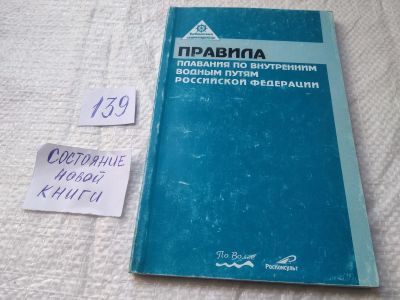 ПРАВИЛА
ПЛАВАНИЯ ПО ВНУТРЕННИМ
ВОДНЫМ ПУТЯМ
РОССИЙСКОЙ ФЕДЕРАЦИИ
139
СОСТОЯНИЕ
новой
КНИГИ
По Волге
РосКонсульт